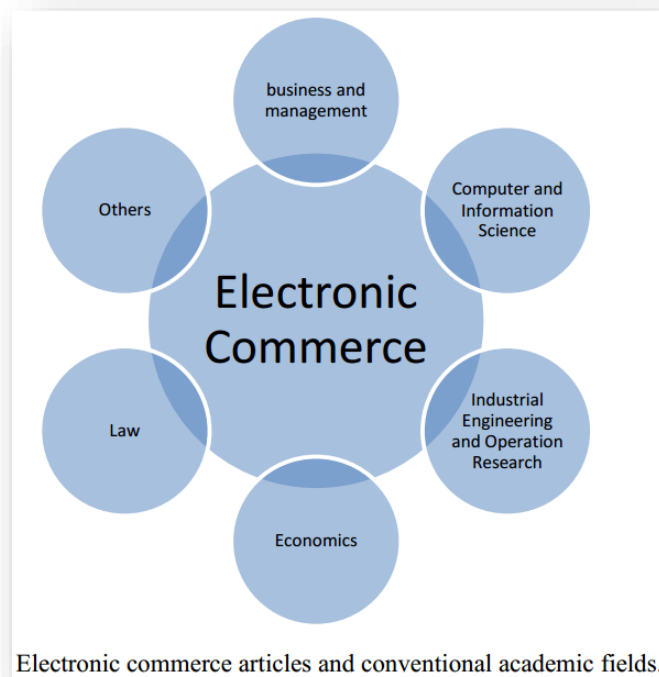 business and
management
Computer and
Information
Science
Others
Electronic
Commerce
Industrial
Engineering
and Operation
Research
Law
Economics
Electronic commerce articles and conventional academic fields.